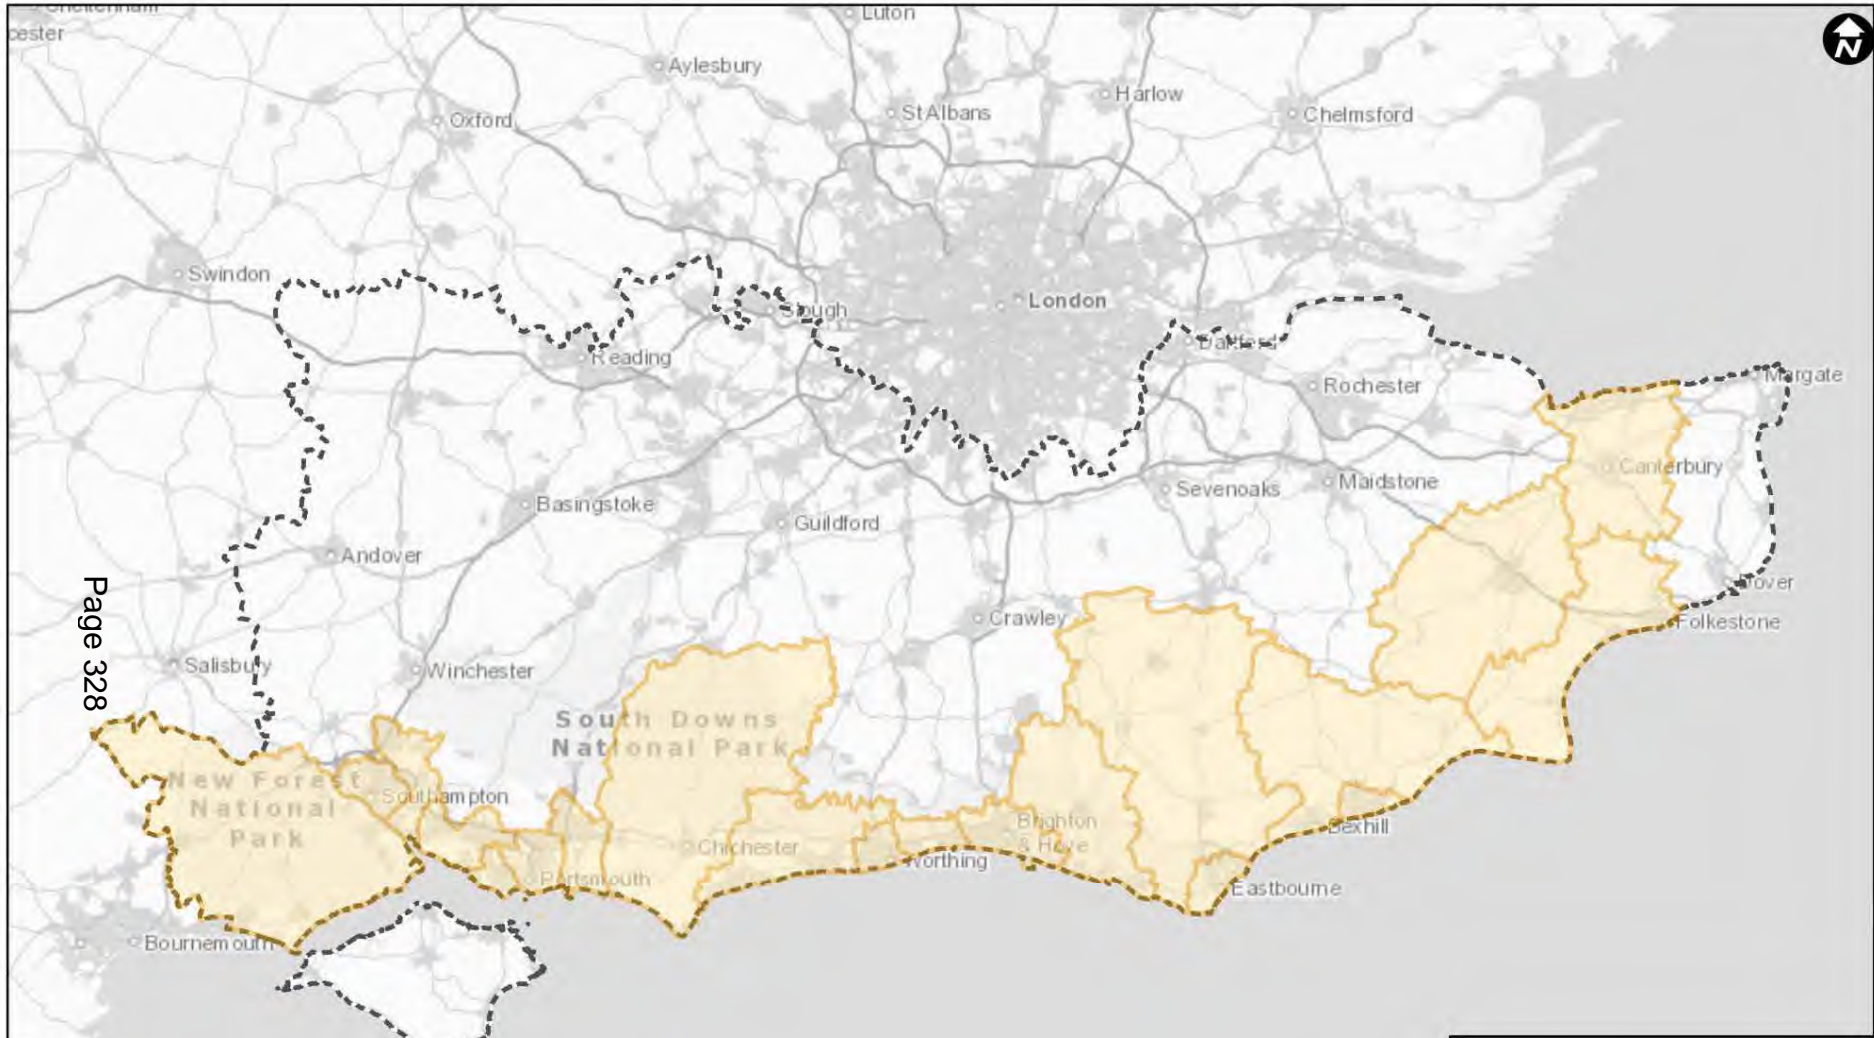 Cheltenham
cester
Luton
N
Aylesbury
Harlow
Oxford
St Albans
Chelmsford
Swindon
London
Slough
Dartford
Reading
Rochester
Margate
Canterbury
Maidstone
Sevenoaks
Basingstoke
Guildford
Andover
Dover
Page 328
Crawley
Folkestone
Salisbury
Winchester
South Downs
National Park
New Forest
National
Park
Southampton
Brighton
& Hove
Bexhill
Chichester
Worthing
Portsmouth
Eastbourne
Bournemouth